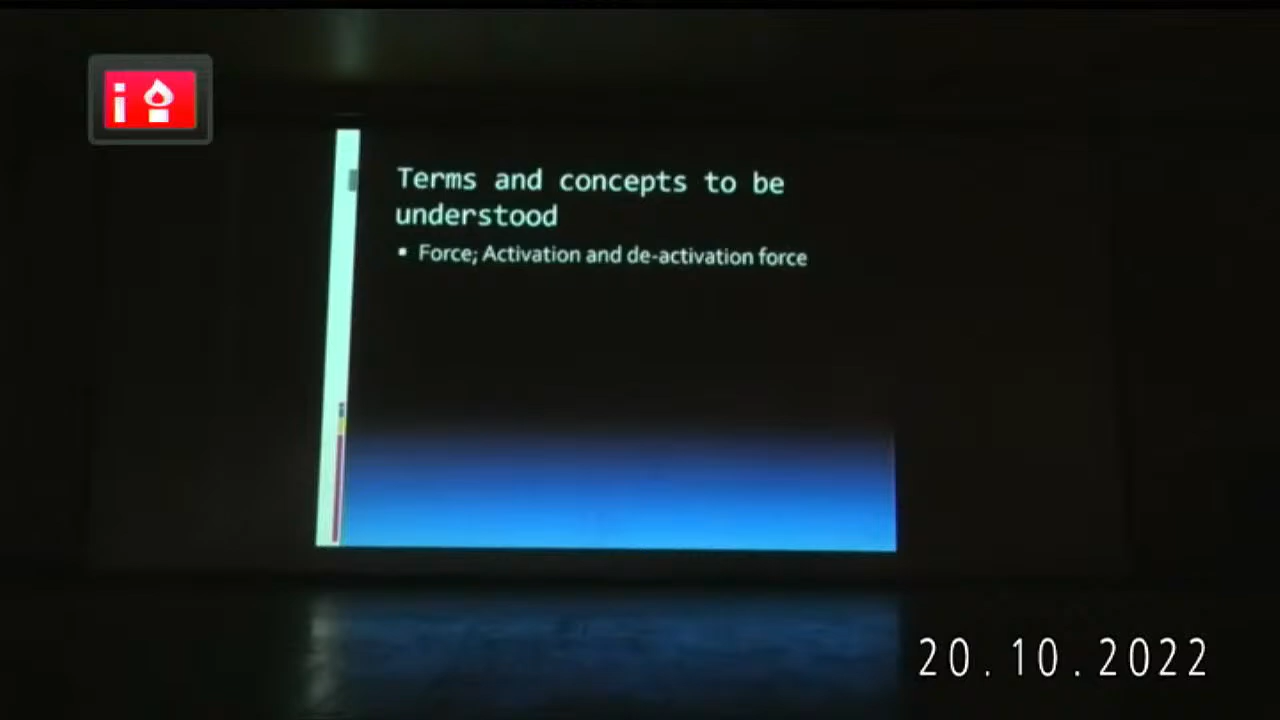 i
Terms and concepts to be
understood
▪ Force; Activation and de-activation force
20.10.2022